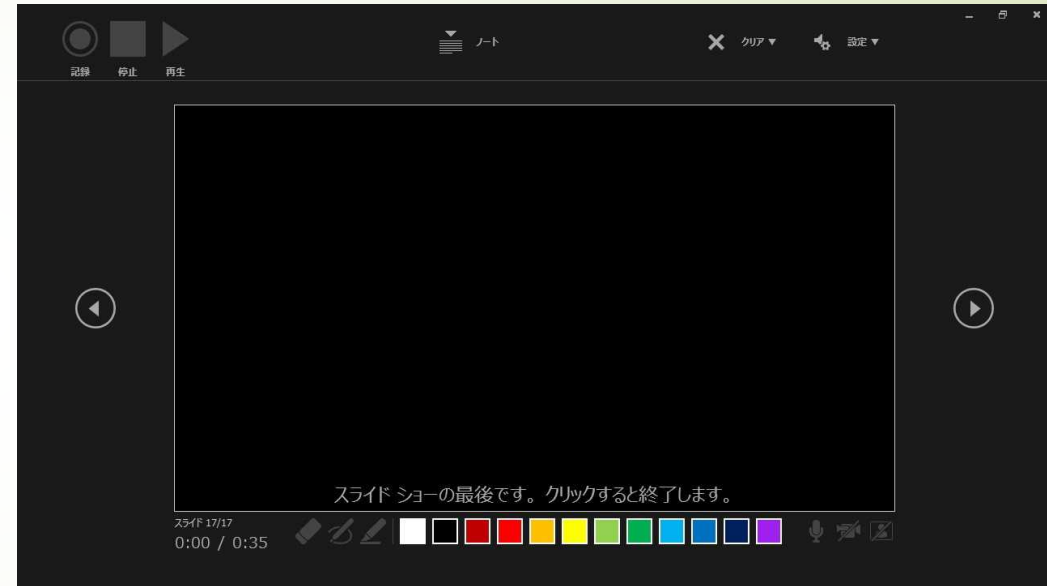 記録 停止 再生
ノート
クリア ▼
設定 ▼
スライド ショーの最後です。クリックすると終了します。
スライド 17/17
0:00 / 0:35